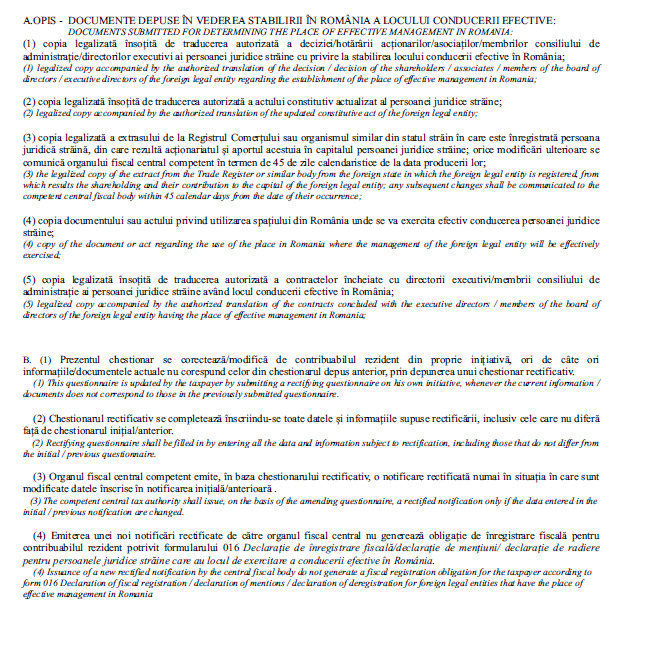 A.OPIS - DOCUMENTE DEPUSE ÎN VEDEREA STABILIRII ÎN ROMÂNIA A LOCULUI CONDUCERII EFECTIVE:
DOCUMENTS SUBMITTED FOR DETERMINING THE PLACE OF EFFECTIVE MANAGEMENT IN ROMANIA:
(1) copia legalizată însoțită de traducerea autorizată a deciziei/hotărârii acționarilor/asociaților/membrilor consiliului de
administrație/directorilor executivi ai persoanei juridice străine cu privire la stabilirea locului conducerii efective în România;
(1) legalized copy accompanied by the authorized translation of the decision / decision of the shareholders / associates / members of the board of
directors / executive directors of the foreign legal entity regarding the establishment of the place of effective management in Romania;
(2) copia legalizată însoțită de traducerea autorizată a actului constitutiv actualizat al persoanei juridice străine;
(2) legalized copy accompanied by the authorized translation of the updated constitutive act of the foreign legal entity;
(3) copia legalizată a extrasului de la Registrul Comerțului sau organismul similar din statul străin în care este înregistrată persoana
juridică străină, din care rezultă acționariatul și aportul acestuia în capitalul persoanei juridice străine; orice modificări ulterioare se
comunică organului fiscal central competent în termen de 45 de zile calendaristice de la data producerii lor;
(3) the legalized copy of the extract from the Trade Register or similar body from the foreign state in which the foreign legal entity is registered, from
which results the shareholding and their contribution to the capital of the foreign legal entity; any subsequent changes shall be communicated to the
competent central fiscal body within 45 calendar days from the date of their occurrence;
(4) copia documentului sau actului privind utilizarea spațiului din România unde se va exercita efectiv conducerea persoanei juridice
străine;
(4) copy of the document or act regarding the use of the place in Romania where the management of the foreign legal entity will be effectively
exercised;
(5) copia legalizată însoțită de traducerea autorizată a contractelor încheiate cu directorii executivi/membrii consiliului de
administrație ai persoanei juridice străine având locul conducerii efective în România;
(5) legalized copy accompanied by the authorized translation of the contracts concluded with the executive directors / members of the board of
directors of the foreign legal entity having the place of effective management in Romania;
B. (1) Prezentul chestionar se corectează/modifică de contribuabilul rezident din proprie inițiativă, ori de câte ori
informațiile/documentele actuale nu corespund celor din chestionarul depus anterior, prin depunerea unui chestionar rectificativ.
(1) This questionnaire is updated by the taxpayer by submitting a rectifying questionnaire on his own initiative, whenever the current information /
documents does not correspond to those in the previously submitted questionnaire.
(2) Chestionarul rectificativ se completează înscriindu-se toate datele și informațiile supuse rectificării, inclusiv cele care nu diferă
față de chestionarul inițial/anterior.
(2) Rectifying questionnaire shall be filled in by entering all the data and information subject to rectification, including those that do not differ from
the initial / previous questionnaire.
(3) Organul fiscal central competent emite, în baza chestionarului rectificativ, o notificare rectificată numai în situația în care sunt
modificate datele înscrise în notificarea inițială/anterioară .
(3) The competent central tax authority shall issue, on the basis of the amending questionnaire, a rectified notification only if the data entered in the
initial / previous notification are changed.
(4) Emiterea unei noi notificări rectificate de către organul fiscal central nu generează obligație de înregistrare fiscală pentru
contribuabilul rezident potrivit formularului 016 Declarație de înregistrare fiscală/declarație de mențiuni/ declarație de radiere
pentru persoanele juridice străine care au locul de exercitare a conducerii efective în România.
(4) Issuance of a new rectified notification by the central fiscal body do not generate a fiscal registration obligation for the taxpayer according to
form 016 Declaration of fiscal registration / declaration of mentions / declaration of deregistration for foreign legal entities that have the place of
effective management in Romania